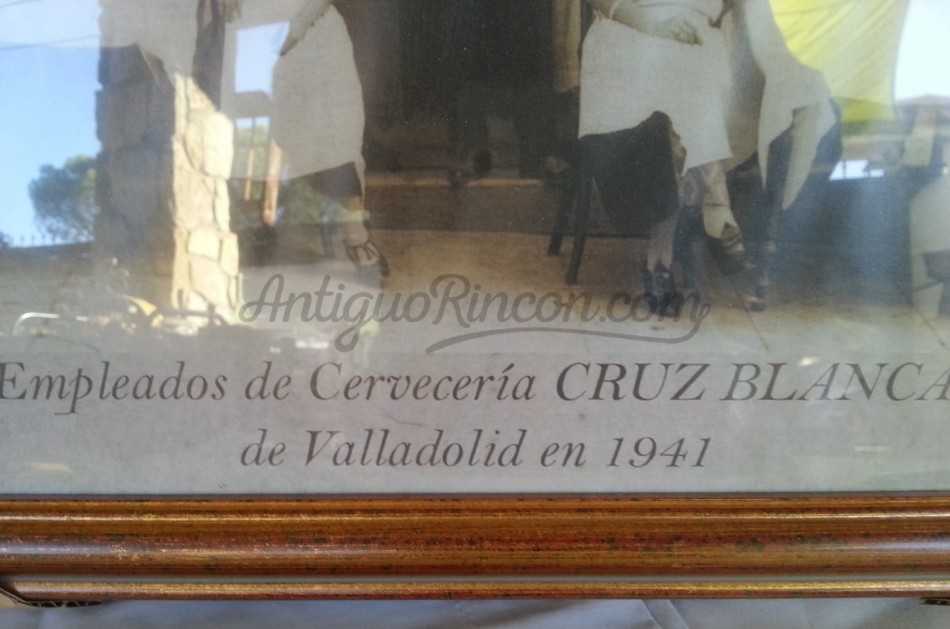 AntiguoRincon.com
Empleados de Cervecería CRUZ BLANCA
de Valladolid en 1941